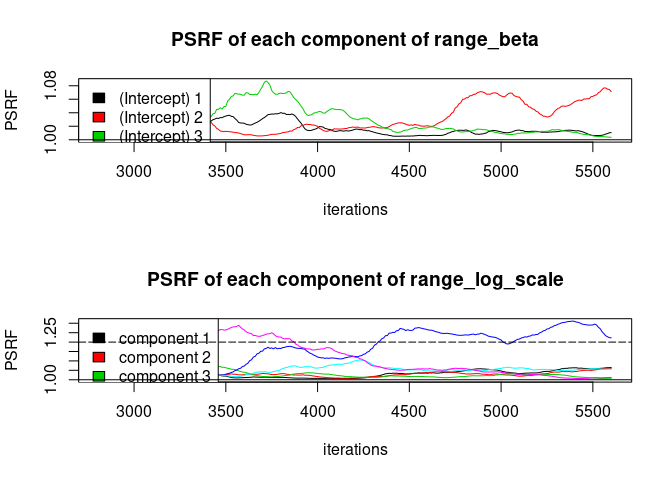 PSRF of each component of range_beta
PSRF
1.08
1.00
(Intercept) 1
(Intercept) 2
(Intercept) 3
3000 3500 4000 4500 5000 5500
iterations
PSRF of each component of range_log_scale
PSRF
1.25
1.00
component 1
component 2
component 3
3000 3500 4000 4500 5000 5500
iterations